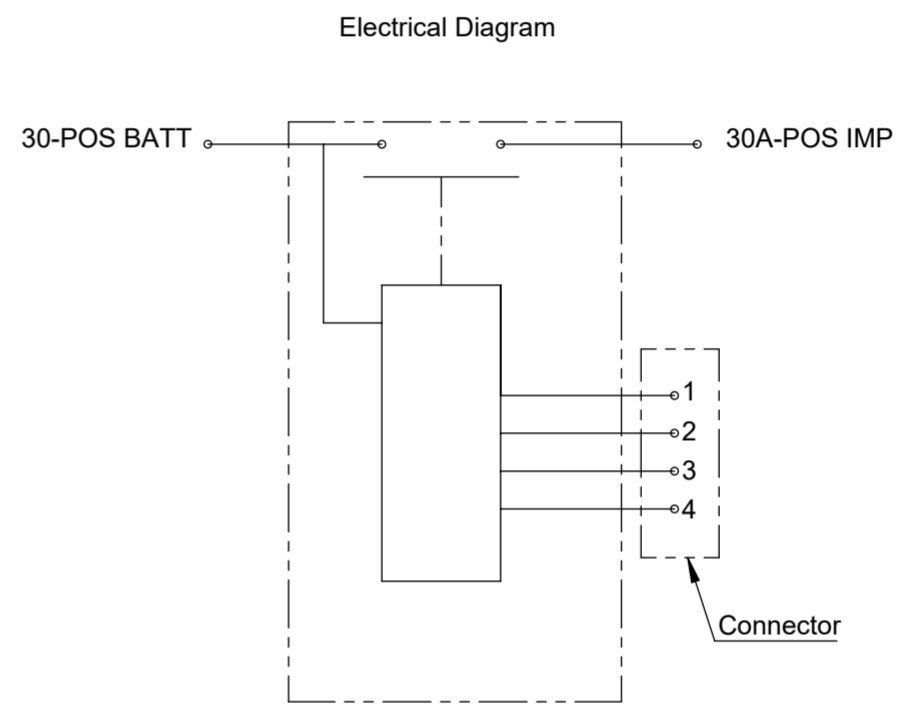 Electrical Diagram
30-POS BATT
30A-POS IMP
1
2
3
4
Connector